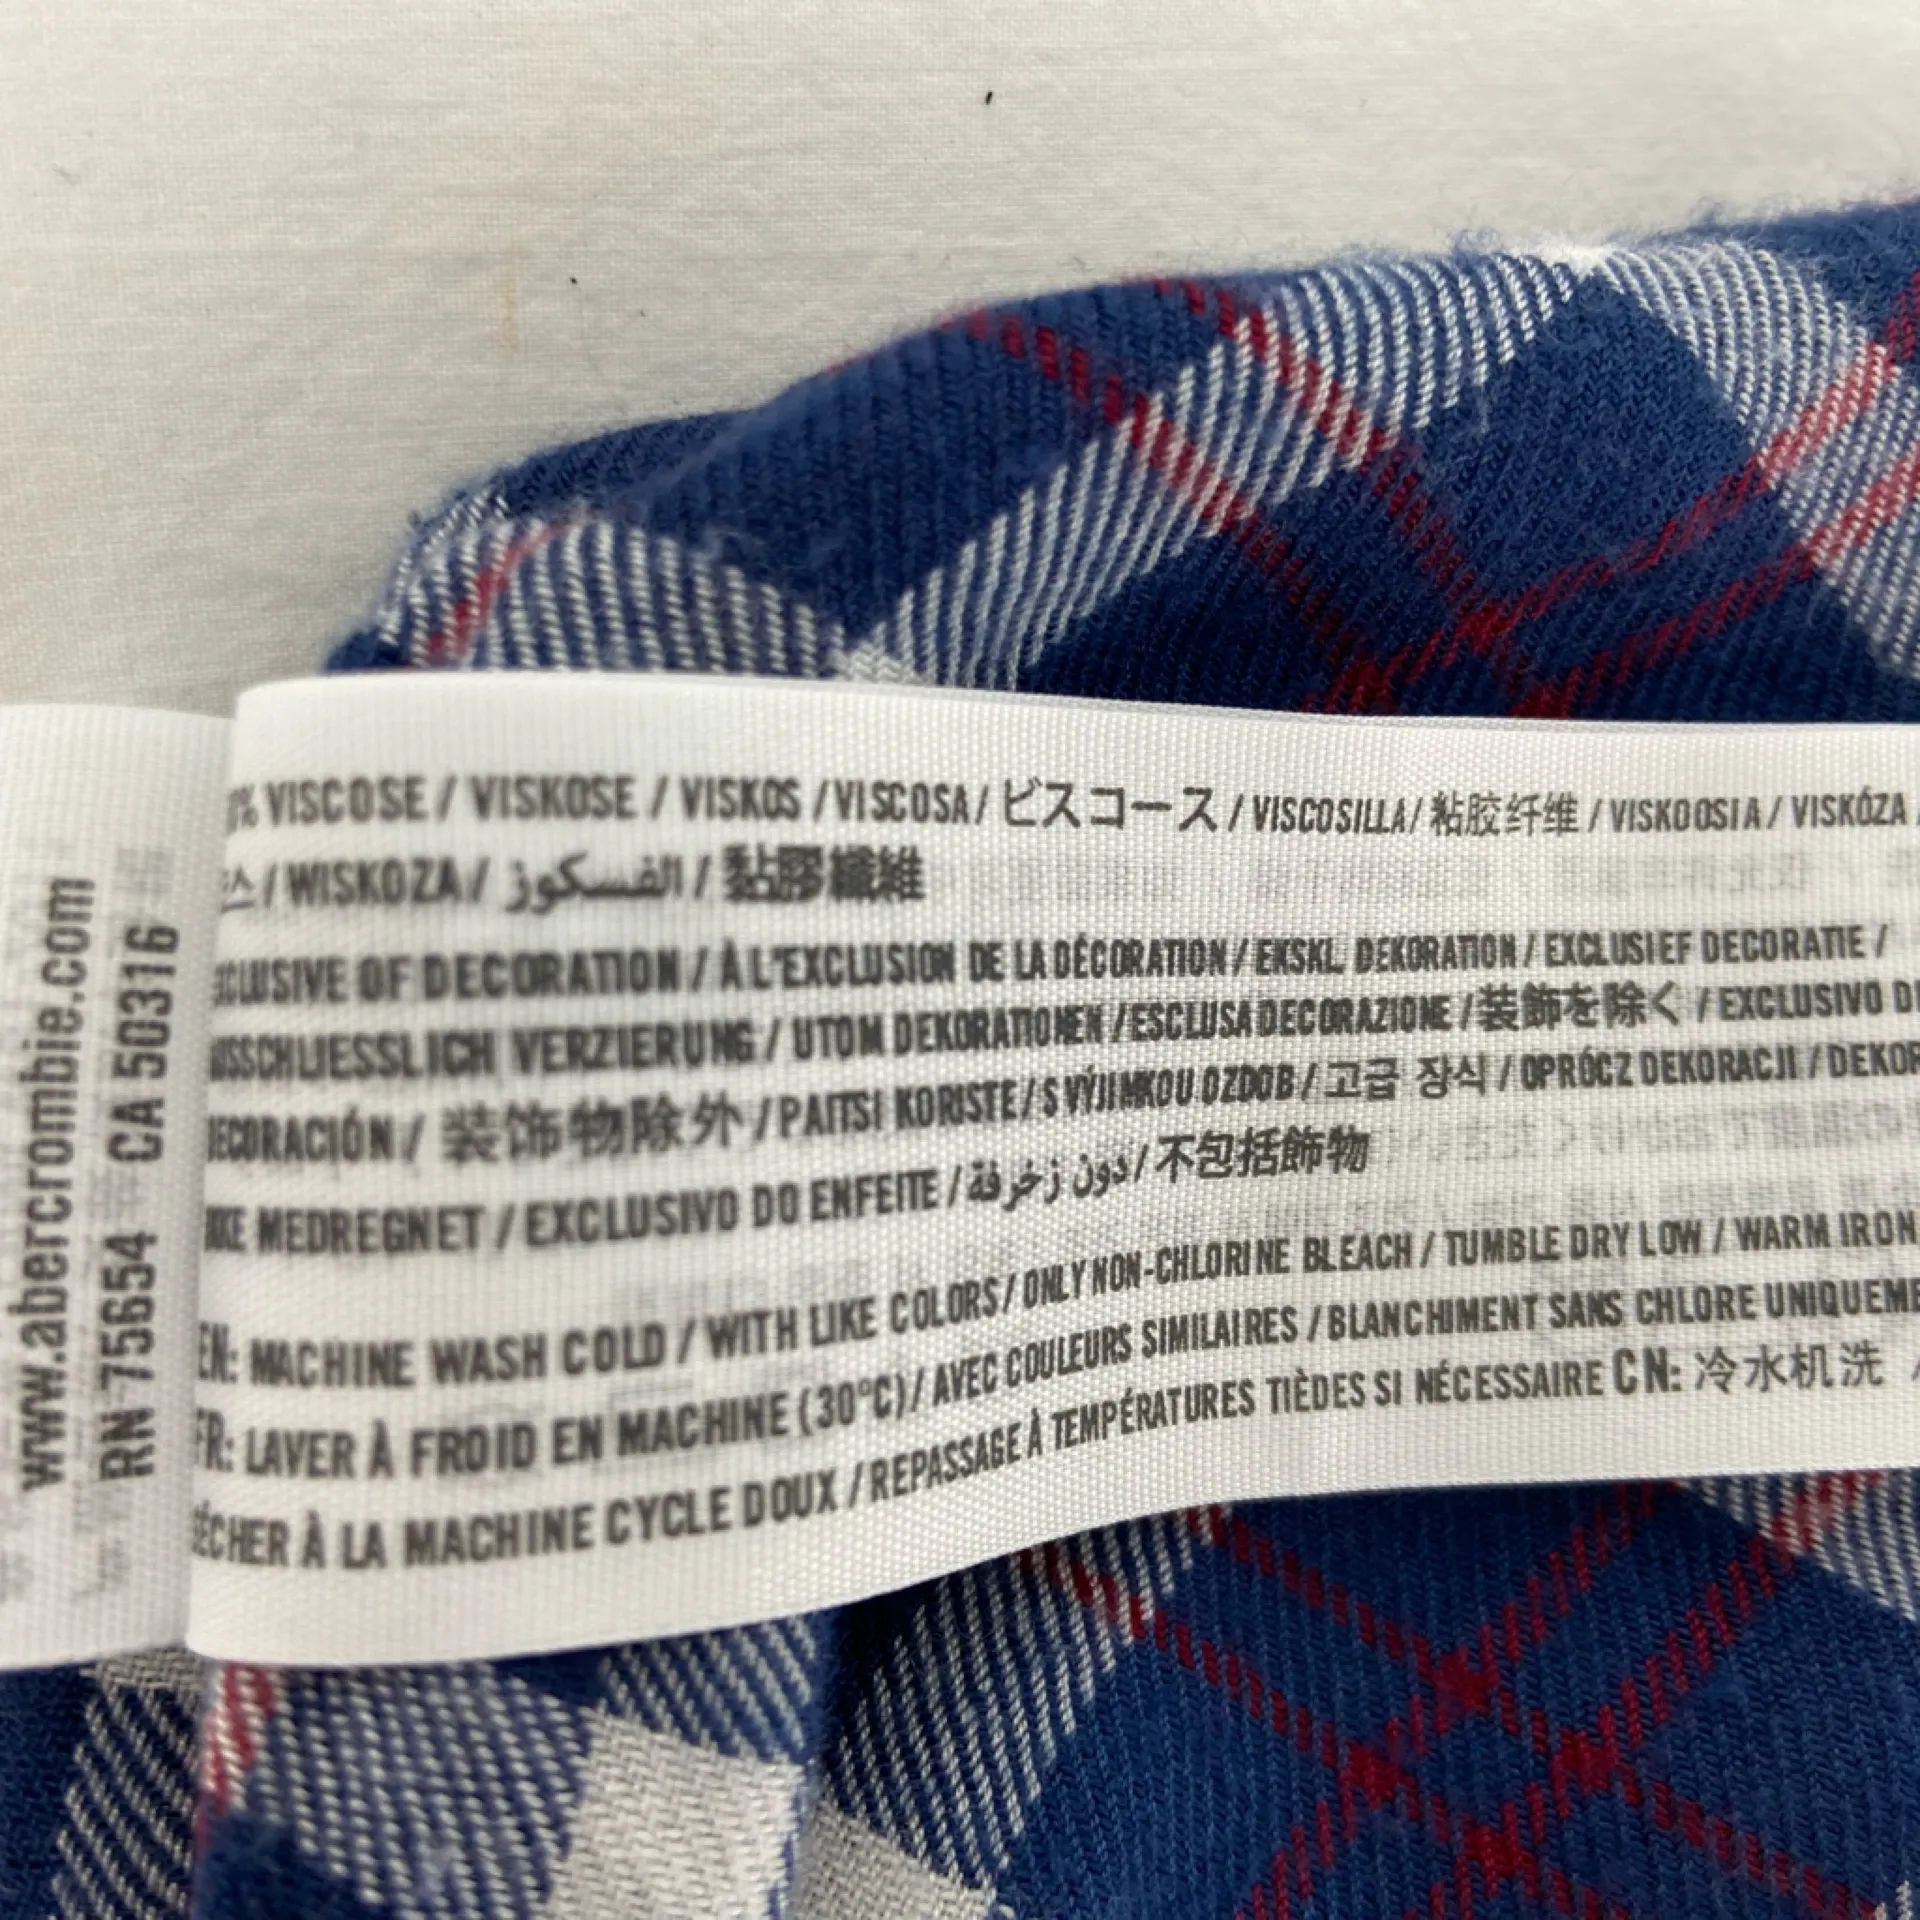 % VISCOSE / VISKOSE / VISKOS / VISCOSA / ビスコース / VISCOSILLA / 粘胶纤维 / VISKOOSIA / VISKÓZA /
스 / WISKOZA / الفسكوز / 黏膠纖維
EXCLUSIVE OF DECORATION / À L'EXCLUSION DE LA DÉCORATION / EKSKL. DEKORATION / EXCLUSIEF DECORATIE /
AUSSCHLIESSLICH VERZIERUNG / UTOM DEKORATIONEN / ESCLUSA DECORAZIONE / 装飾を除く / EXCLUSIVO
DECORACIÓN / 装饰物除外 / PAITSI KORISTE / S VÝJIMKOU OZDOB / 고급 장식 / OPRÓCZ DEKORACJI / DEKOR
IKKE MEDREGNET / EXCLUSIVO DO ENFEITE / دون زخرفة / 不包括飾物
EN: MACHINE WASH COLD / WITH LIKE COLORS / ONLY NON-CHLORINE BLEACH / TUMBLE DRY LOW / WARM IRON
FR: LAVER À FROID EN MACHINE (30°C) / AVEC COULEURS SIMILAIRES / BLANCHIMENT SANS CHLORE UNIQUEME
SÉCHER À LA MACHINE CYCLE DOUX / REPASSAGE À TEMPÉRATURES TIÈDES SI NÉCESSAIRE CN: 冷水机洗
www.abercrombie.com
RN 75654 CA 50316